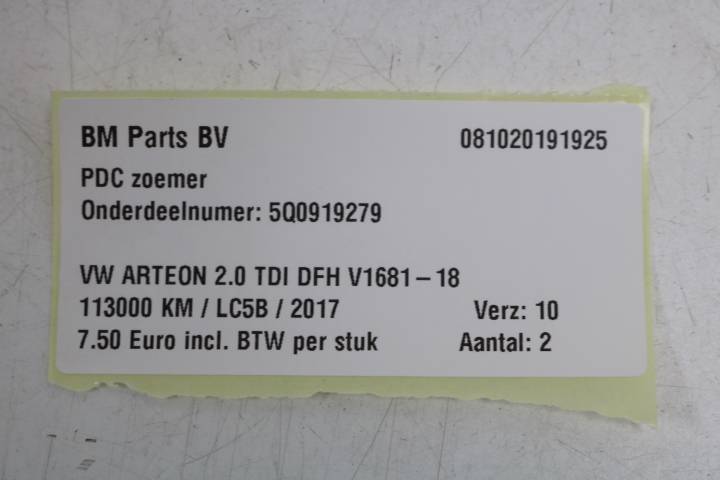 BM Parts BV 081020191925
PDC zoemer
Onderdeelnumer: 5Q0919279
VW ARTEON 2.0 TDI DFH V1681-18
113000 KM / LC5B / 2017 Verz: 10
7.50 Euro incl. BTW per stuk Aantal: 2